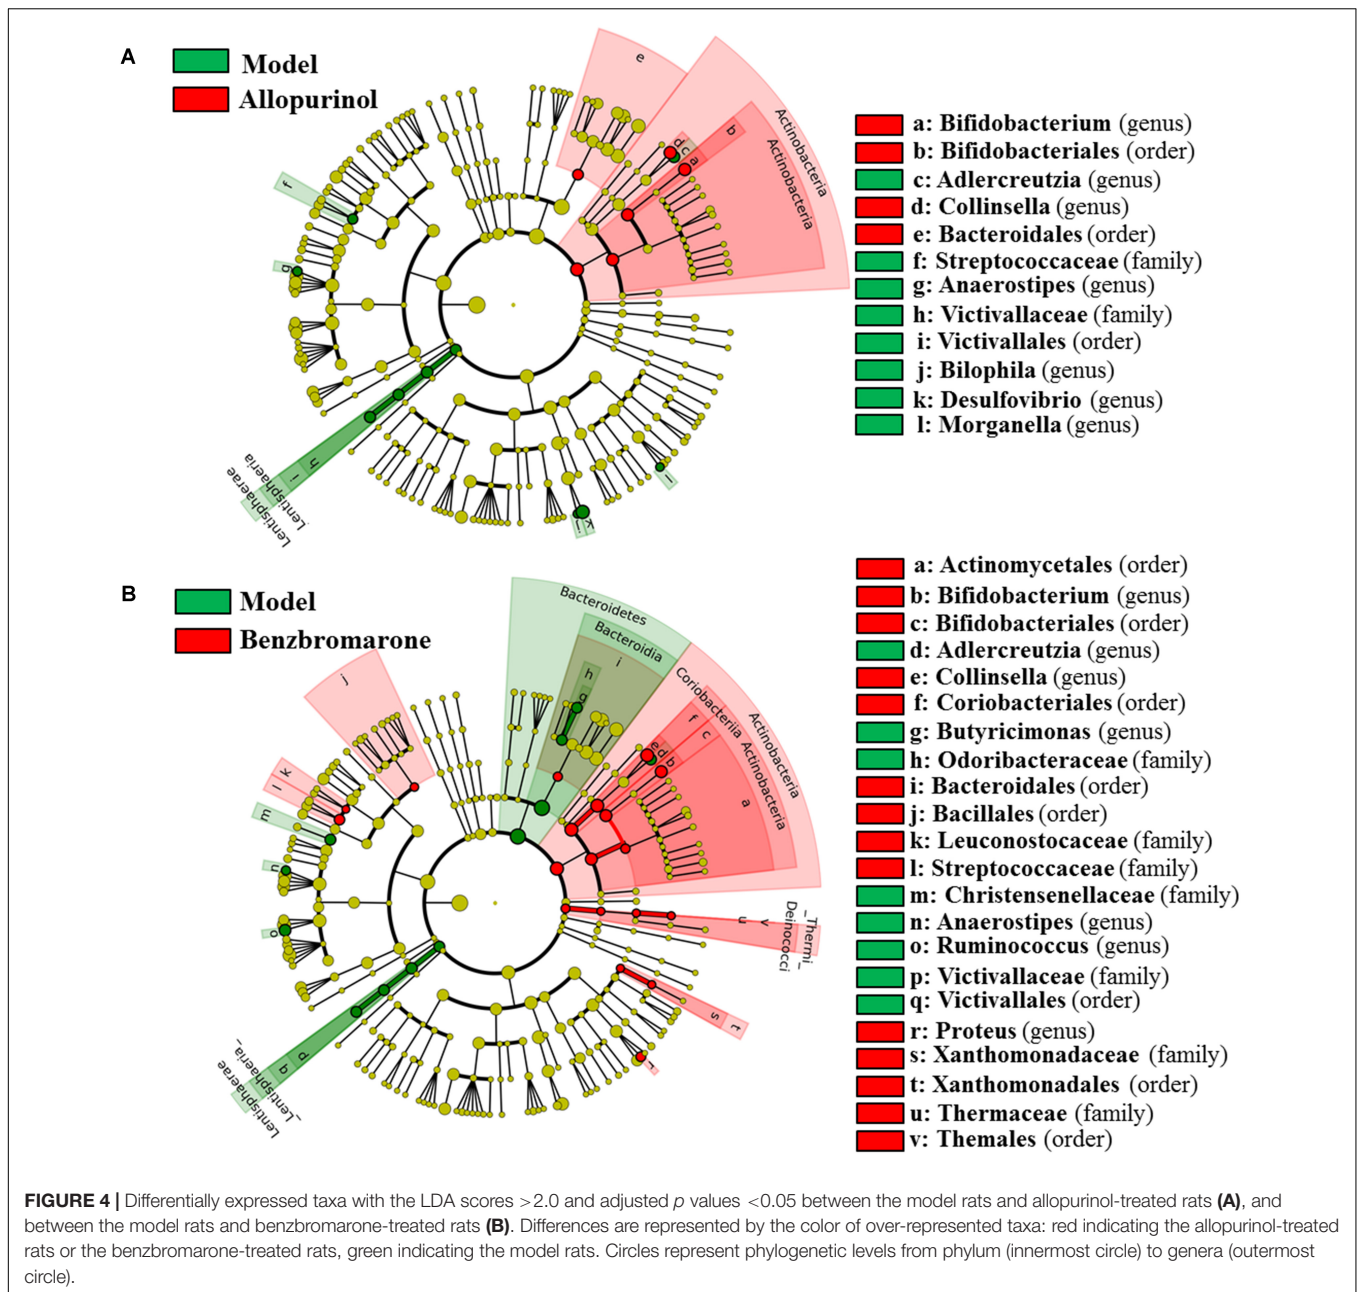 A
Model
Allopurinol
e
Actinobacteria
Actinobacteria
b
d
c
a
f
g
h
i
Lentisphaeria
Lentisphaerae
j
k
l
a: Bifidobacterium (genus)
b: Bifidobacteriales (order)
c: Adlercreutzia (genus)
d: Collinsella (genus)
e: Bacteroidales (order)
f: Streptococcaceae (family)
g: Anaerostipes (genus)
h: Victivallaceae (family)
i: Victivallales (order)
j: Bilophila (genus)
k: Desulfovibrio (genus)
l: Morganella (genus)
B
Model
Benzbromarone
Bacteroidetes
Bacteroidia
i
h
g
Coriobacteriia
Actinobacteria
Actinobacteria
f
c
e
d
b
a
j
k
l
m
n
o
p
q
_Lentisphaeria_
Lentisphaerae
r
s
t
u
v
_Thermi_
Deinococci
a: Actinomycetales (order)
b: Bifidobacterium (genus)
c: Bifidobacteriales (order)
d: Adlercreutzia (genus)
e: Collinsella (genus)
f: Coriobacteriales (order)
g: Butyricimonas (genus)
h: Odoribacteraceae (family)
i: Bacteroidales (order)
j: Bacillales (order)
k: Leuconostocaceae (family)
l: Streptococcaceae (family)
m: Christensenellaceae (family)
n: Anaerostipes (genus)
o: Ruminococcus (genus)
p: Victivallaceae (family)
q: Victivallales (order)
r: Proteus (genus)
s: Xanthomonadaceae (family)
t: Xanthomonadales (order)
u: Thermaceae (family)
v: Themales (order)
FIGURE 4 | Differentially expressed taxa with the LDA scores >2.0 and adjusted p values <0.05 between the model rats and allopurinol-treated rats (A), and
between the model rats and benzbromarone-treated rats (B). Differences are represented by the color of over-represented taxa: red indicating the allopurinol-treated
rats or the benzbromarone-treated rats, green indicating the model rats. Circles represent phylogenetic levels from phylum (innermost circle) to genera (outermost
circle).